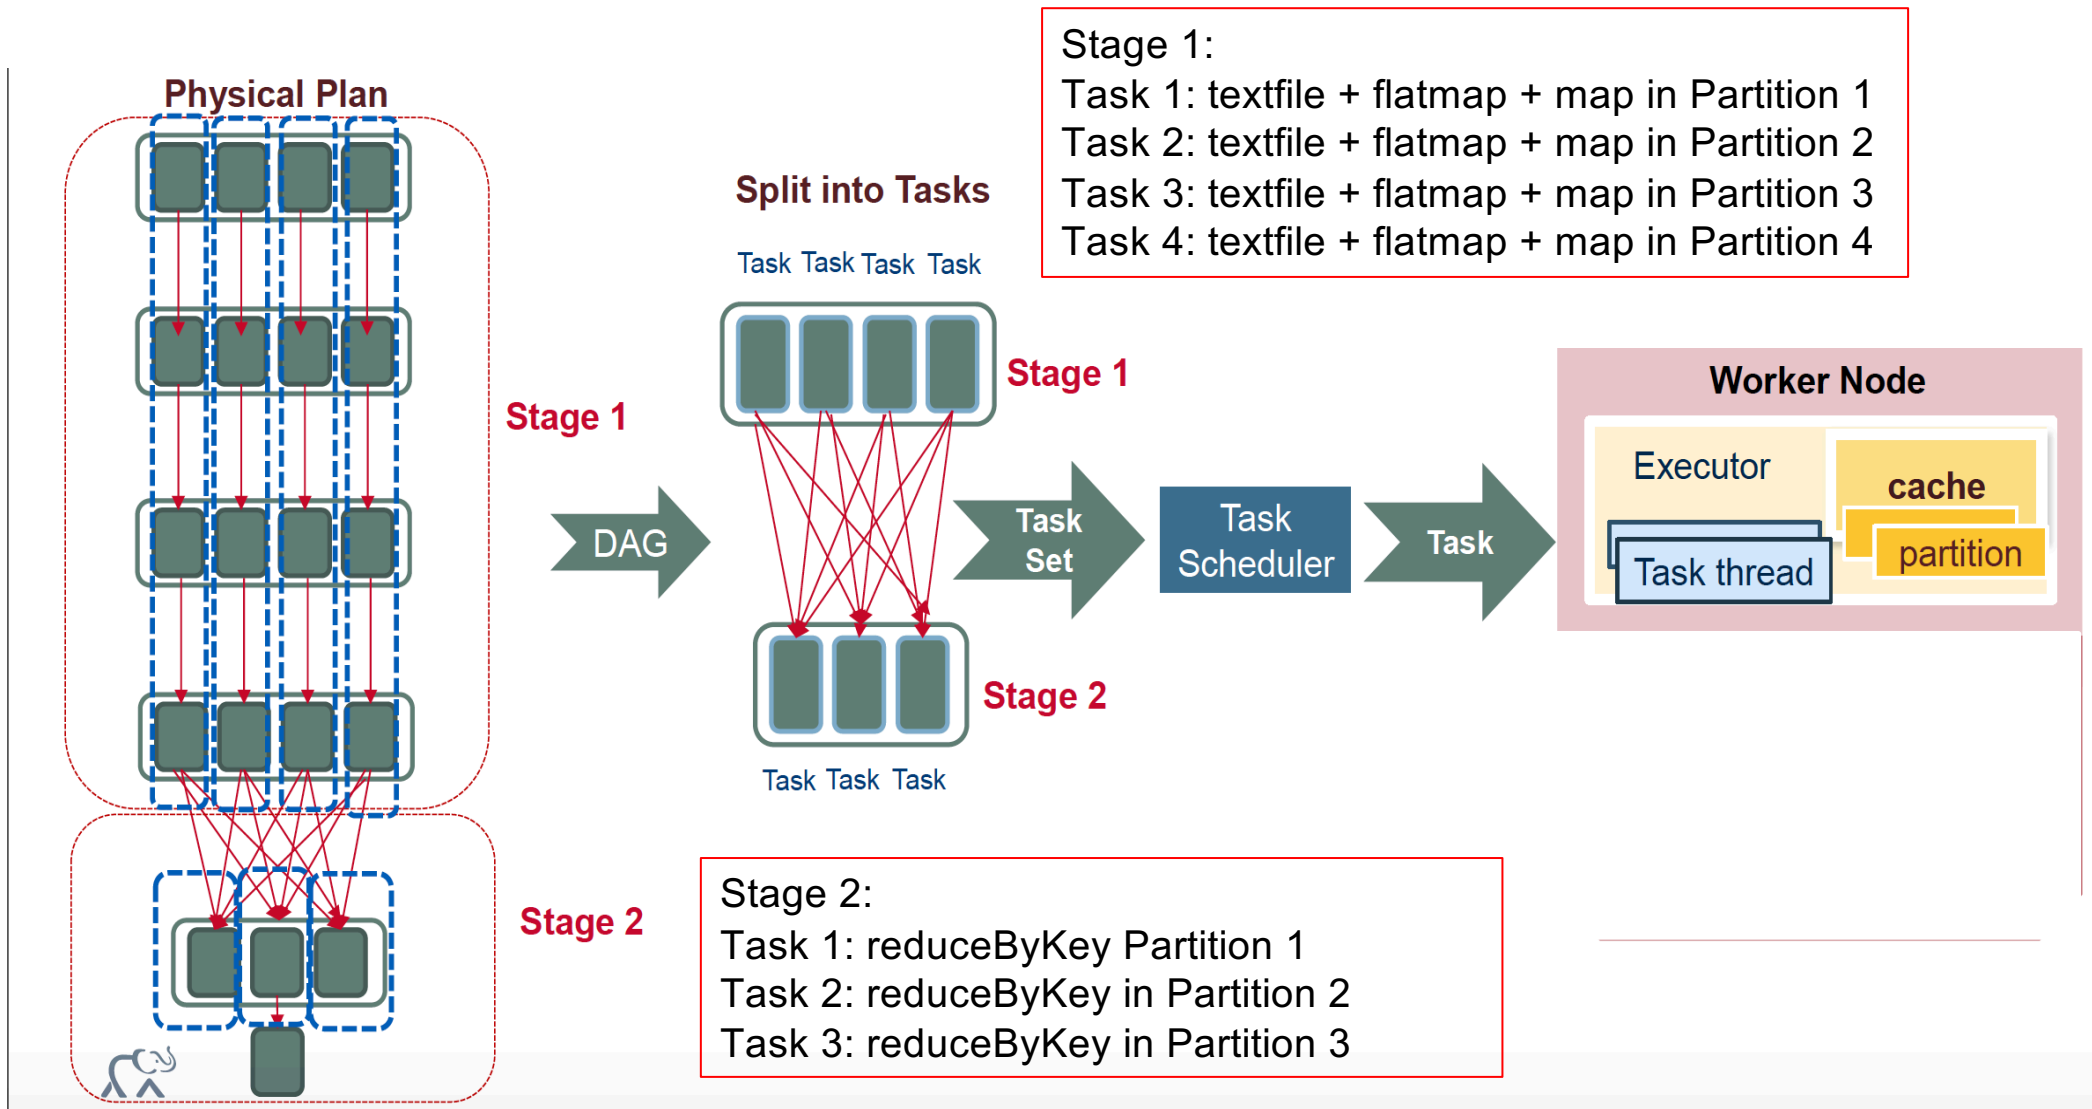 Physical Plan
Stage 1
Stage 2
DAG
Split into Tasks
Task Task Task Task
Stage 1
Stage 2
Task Task Task
Task
Set
Task
Scheduler
Task
Worker Node
Executor
cache
Task thread
partition
Stage 1:
Task 1: textfile + flatmap + map in Partition 1
Task 2: textfile + flatmap + map in Partition 2
Task 3: textfile + flatmap + map in Partition 3
Task 4: textfile + flatmap + map in Partition 4
Stage 2:
Task 1: reduceByKey Partition 1
Task 2: reduceByKey in Partition 2
Task 3: reduceByKey in Partition 3